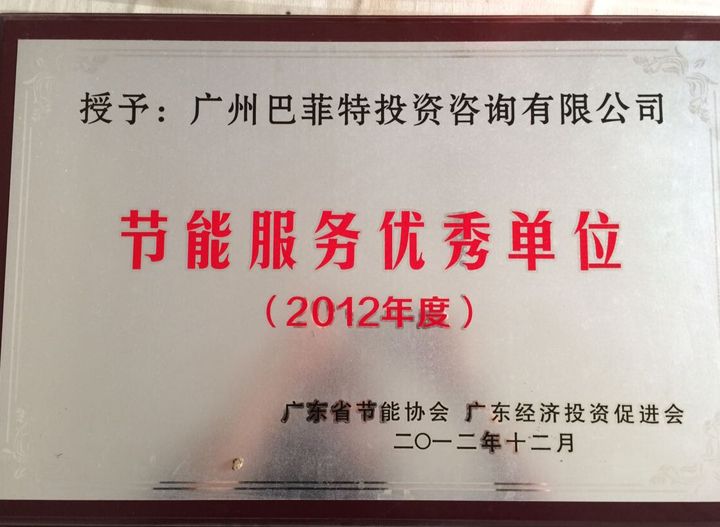 授予：广州巴菲特投资咨询有限公司
节能服务优秀单位
（2012年度）
广东省节能协会 广东经济投资促进会
二〇一二年十二月